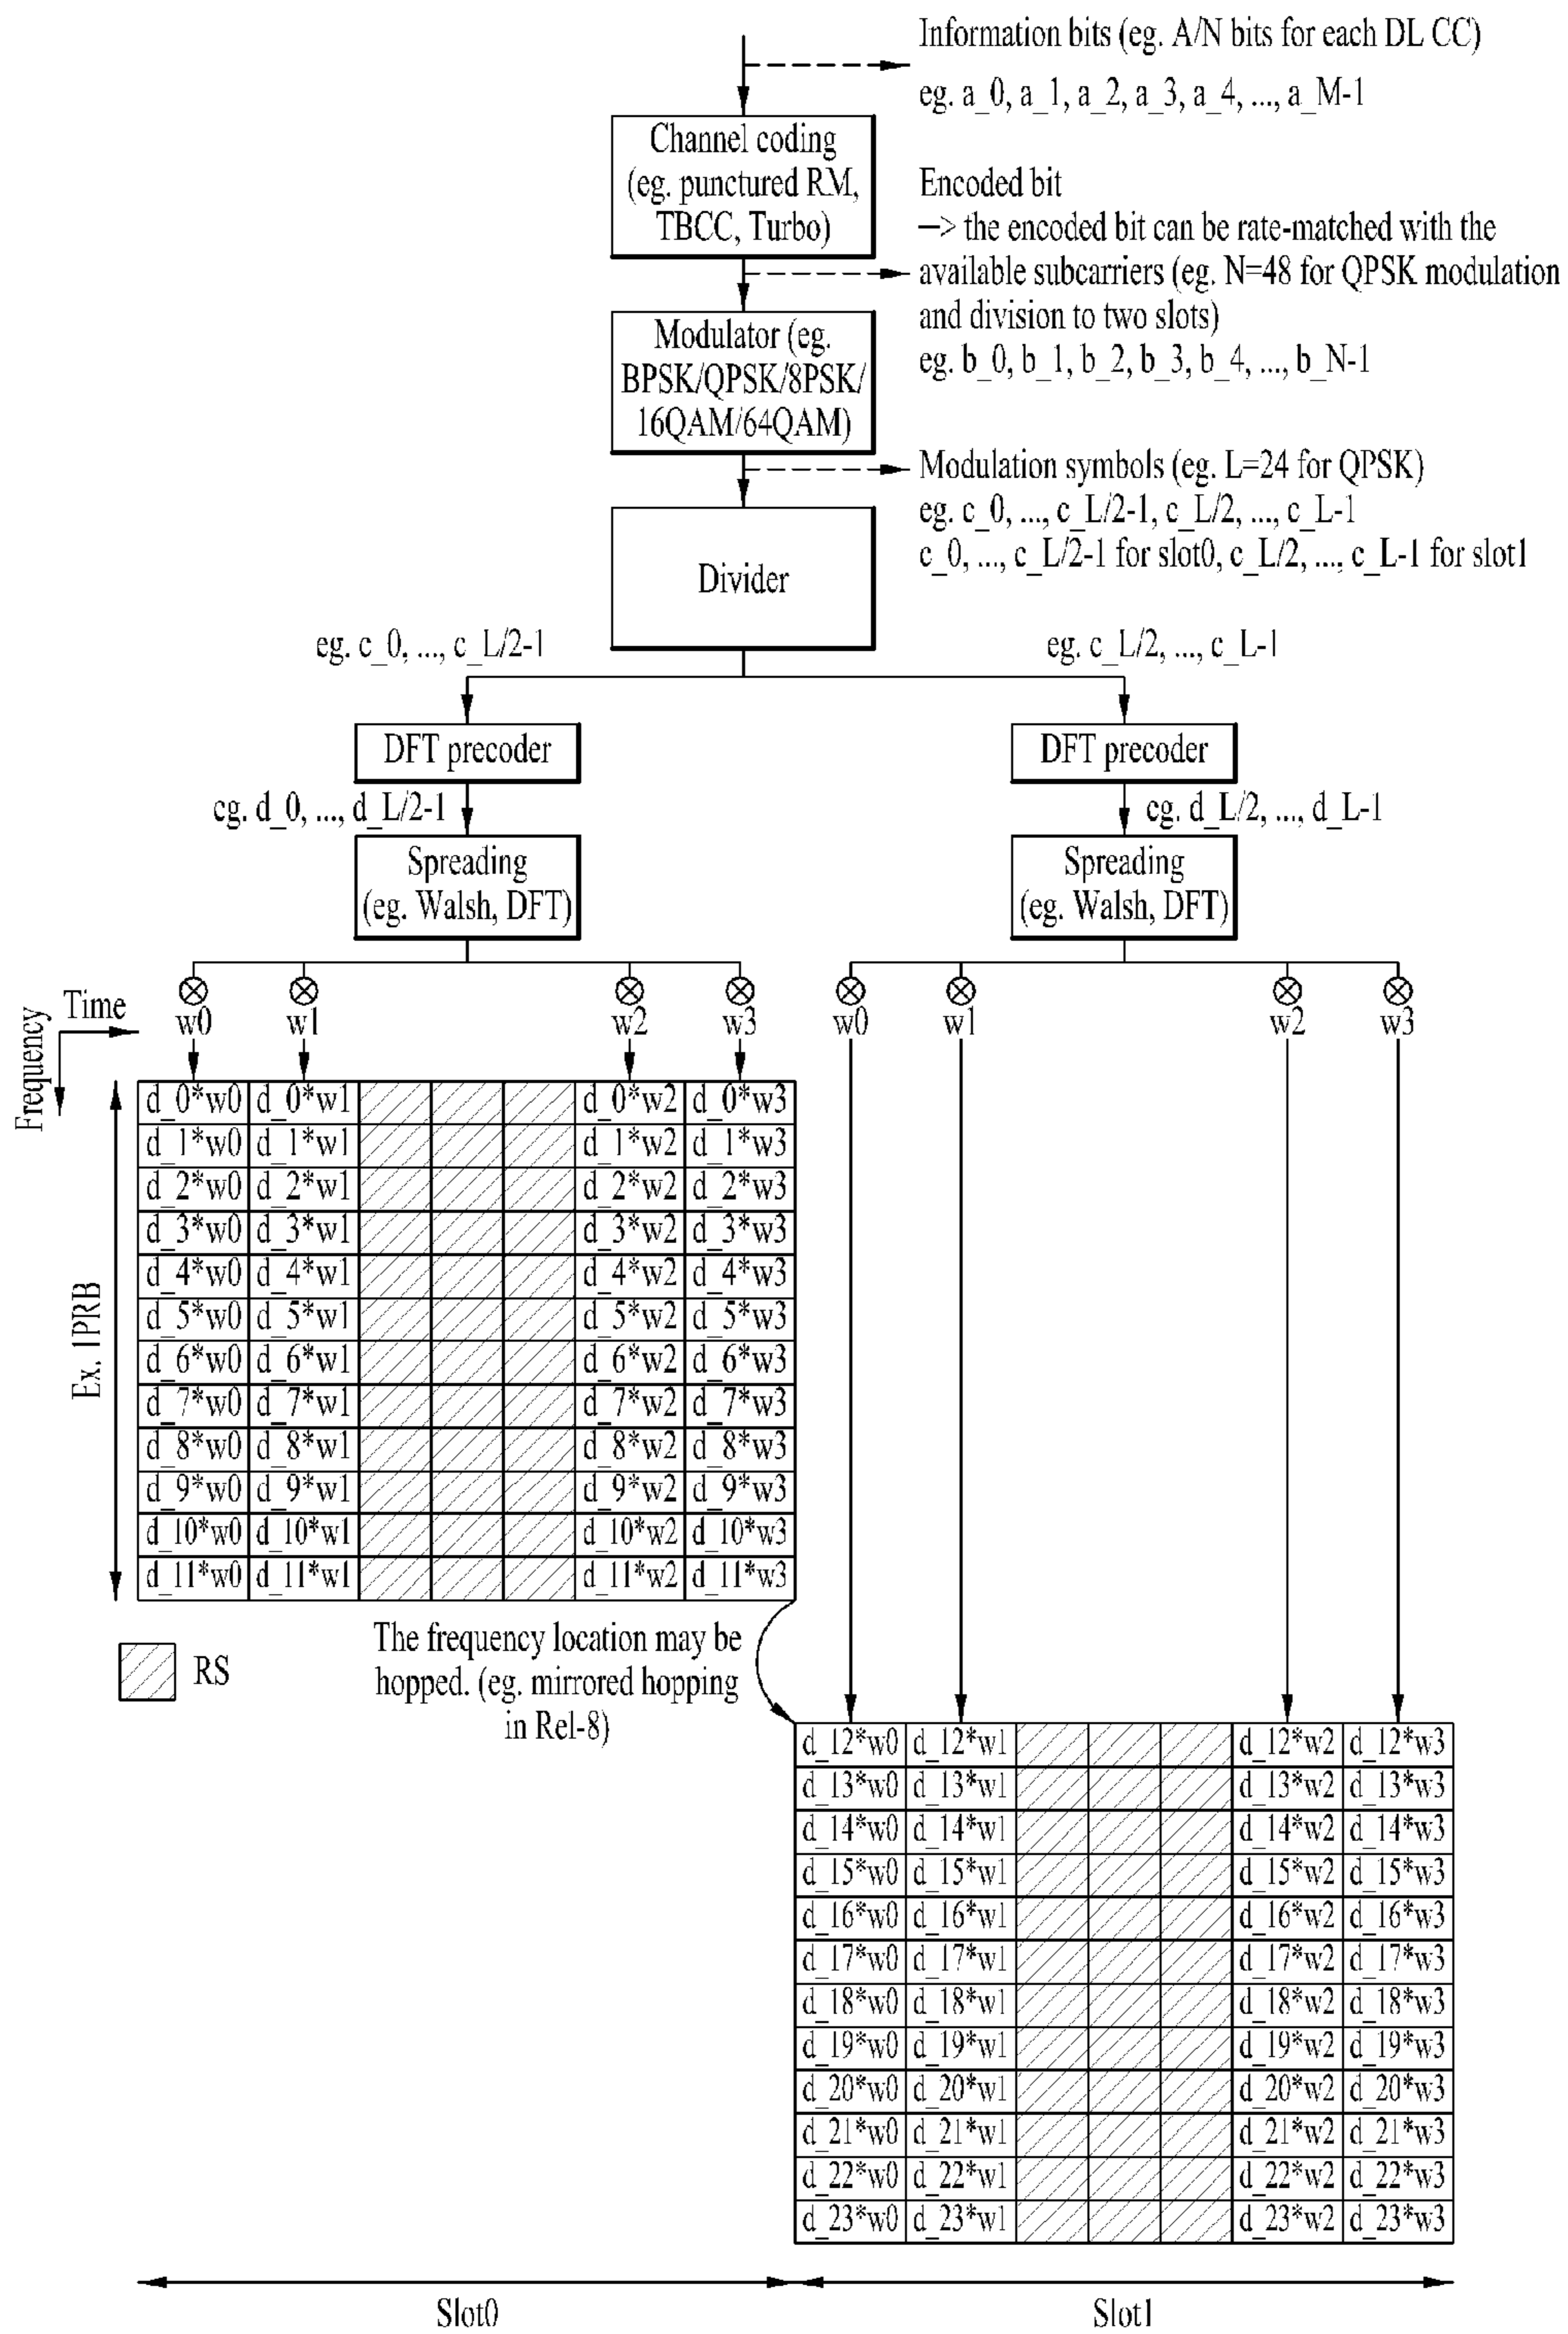 Information bits (eg. A/N bits for each DL CC)
eg. a_0, a_1, a_2, a_3, a_4, ..., a_M-1
Channel coding
(eg. punctured RM,
TBCC, Turbo)
Encoded bit
—> the encoded bit can be rate-matched with the
available subcarriers (eg. N=48 for QPSK modulation
and division to two slots)
eg. b_0, b_1, b_2, b_3, b_4, ..., b_N-1
Modulator (eg.
BPSK/QPSK/8PSK/
16QAM/64QAM)
Modulation symbols (eg. L=24 for QPSK)
eg. c_0, ..., c_L/2-1, c_L/2, ..., c_L-1
c_0, ..., c_L/2-1 for slot0, c_L/2, ..., c_L-1 for slot1
Divider
eg. c_0, ..., c_L/2-1
eg. c_L/2, ..., c_L-1
DFT precoder
DFT precoder
eg. d_0, ..., d_L/2-1
eg. d_L/2, ..., d_L-1
Spreading
(eg. Walsh, DFT)
Spreading
(eg. Walsh, DFT)
Time
Frequency
w0 w1 w2 w3
w0 w1 w2 w3
Ex. 1PRB
d_0*w0 d_0*w1 d_0*w2 d_0*w3
d_1*w0 d_1*w1 d_1*w2 d_1*w3
d_2*w0 d_2*w1 d_2*w2 d_2*w3
d_3*w0 d_3*w1 d_3*w2 d_3*w3
d_4*w0 d_4*w1 d_4*w2 d_4*w3
d_5*w0 d_5*w1 d_5*w2 d_5*w3
d_6*w0 d_6*w1 d_6*w2 d_6*w3
d_7*w0 d_7*w1 d_7*w2 d_7*w3
d_8*w0 d_8*w1 d_8*w2 d_8*w3
d_9*w0 d_9*w1 d_9*w2 d_9*w3
d_10*w0 d_10*w1 d_10*w2 d_10*w3
d_11*w0 d_11*w1 d_11*w2 d_11*w3
RS
The frequency location may be
hopped. (eg. mirrored hopping
in Rel-8)
d_12*w0 d_12*w1 d_12*w2 d_12*w3
d_13*w0 d_13*w1 d_13*w2 d_13*w3
d_14*w0 d_14*w1 d_14*w2 d_14*w3
d_15*w0 d_15*w1 d_15*w2 d_15*w3
d_16*w0 d_16*w1 d_16*w2 d_16*w3
d_17*w0 d_17*w1 d_17*w2 d_17*w3
d_18*w0 d_18*w1 d_18*w2 d_18*w3
d_19*w0 d_19*w1 d_19*w2 d_19*w3
d_20*w0 d_20*w1 d_20*w2 d_20*w3
d_21*w0 d_21*w1 d_21*w2 d_21*w3
d_22*w0 d_22*w1 d_22*w2 d_22*w3
d_23*w0 d_23*w1 d_23*w2 d_23*w3
Slot0
Slot1